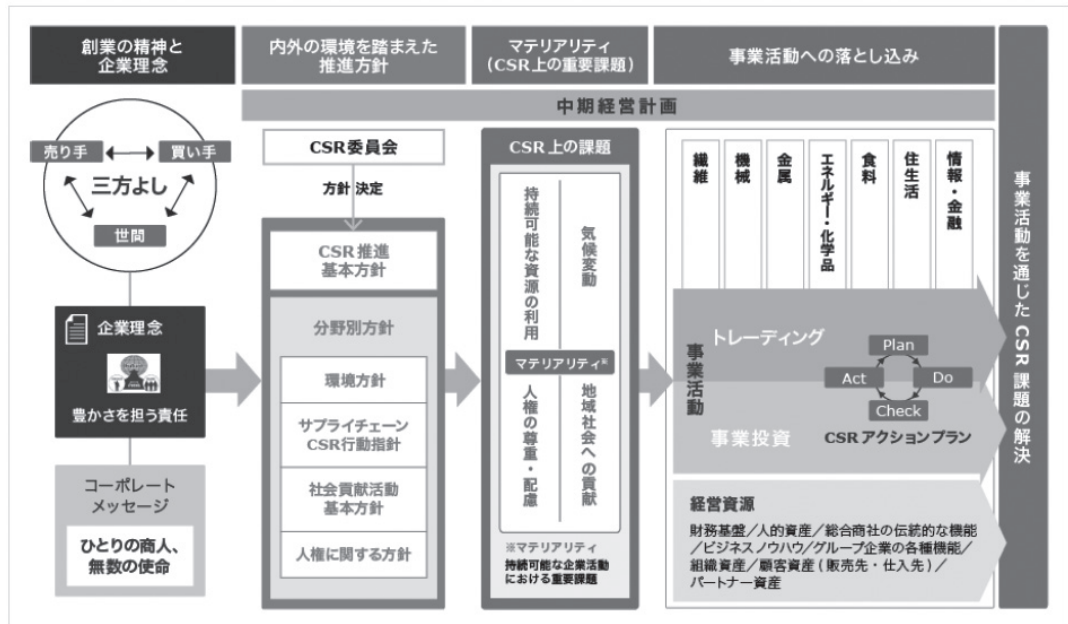 創業の精神と
企業理念
内外の環境を踏まえた
推進方針
マテリアリティ
(CSR上の重要課題)
事業活動への落とし込み
中期経営計画
売り手
買い手
三方よし
世間
企業理念
豊かさを担う責任
コーポレート
メッセージ
ひとりの商人、
無数の使命
CSR委員会
方針決定
CSR推進
基本方針
分野別方針
環境方針
サプライチェーン
CSR行動指針
社会貢献活動
基本方針
人権に関する方針
CSR上の課題
持続可能な資源の利用
気候変動
マテリアリティ※
人権の尊重・配慮
地域社会への貢献
※マテリアリティ
持続可能な企業活動
における重要課題
繊維
機械
金属
エネルギー・化学品
食料
住生活
情報・金融
事業活動
トレーディング
事業投資
Plan
Do
Check
Act
CSRアクションプラン
経営資源
財務基盤/人的資産/総合商社の伝統的な機能
/ビジネスノウハウ/グループ企業の各種機能/
組織資産/顧客資産(販売先・仕入先)/
パートナー資産
事業活動を通じたCSR課題の解決